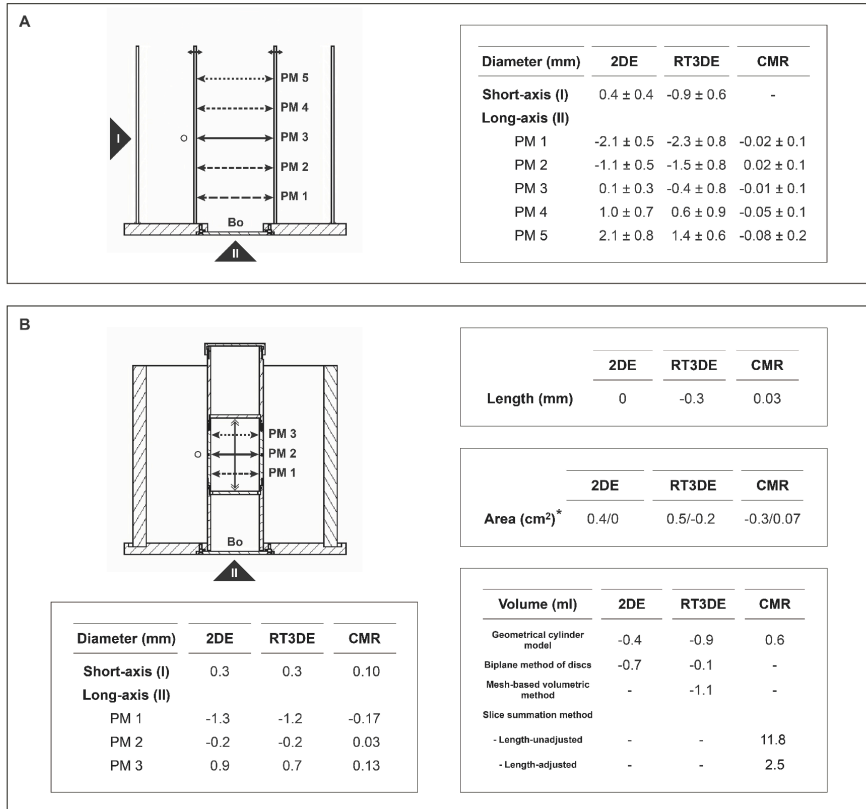 A
PM 5
PM 4
I
PM 3
PM 2
PM 1
Bo
II
Diameter (mm) 2DE RT3DE CMR
Short-axis (I) 0.4 ± 0.4 -0.9 ± 0.6 -
Long-axis (II)
PM 1 -2.1 ± 0.5 -2.3 ± 0.8 -0.02 ± 0.1
PM 2 -1.1 ± 0.5 -1.5 ± 0.8 0.02 ± 0.1
PM 3 0.1 ± 0.3 -0.4 ± 0.8 -0.01 ± 0.1
PM 4 1.0 ± 0.7 0.6 ± 0.9 -0.05 ± 0.1
PM 5 2.1 ± 0.8 1.4 ± 0.6 -0.08 ± 0.2
B
PM 3
PM 2
PM 1
Bo
II
Diameter (mm) 2DE RT3DE CMR
Short-axis (I) 0.3 0.3 0.10
Long-axis (II)
PM 1 -1.3 -1.2 -0.17
PM 2 -0.2 -0.2 0.03
PM 3 0.9 0.7 0.13
2DE RT3DE CMR
Length (mm) 0 -0.3 0.03
2DE RT3DE CMR
Area (cm²)* 0.4/0 0.5/-0.2 -0.3/0.07
Volume (ml) 2DE RT3DE CMR
Geometrical cylinder
model -0.4 -0.9 0.6
Biplane method of discs -0.7 -0.1 -
Mesh-based volumetric
method - -1.1 -
Slice summation method
- Length-unadjusted - - 11.8
- Length-adjusted - - 2.5